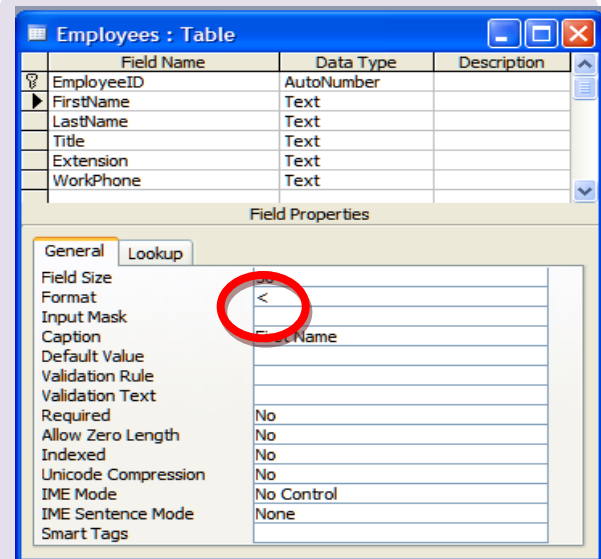 Employees : Table
Field Name Data Type Description
EmployeeID AutoNumber
FirstName Text
LastName Text
Title Text
Extension Text
WorkPhone Text
Field Properties
General Lookup
Field Size
Format <
Input Mask
Caption First Name
Default Value
Validation Rule
Validation Text
Required No
Allow Zero Length No
Indexed No
Unicode Compression No
IME Mode No Control
IME Sentence Mode None
Smart Tags